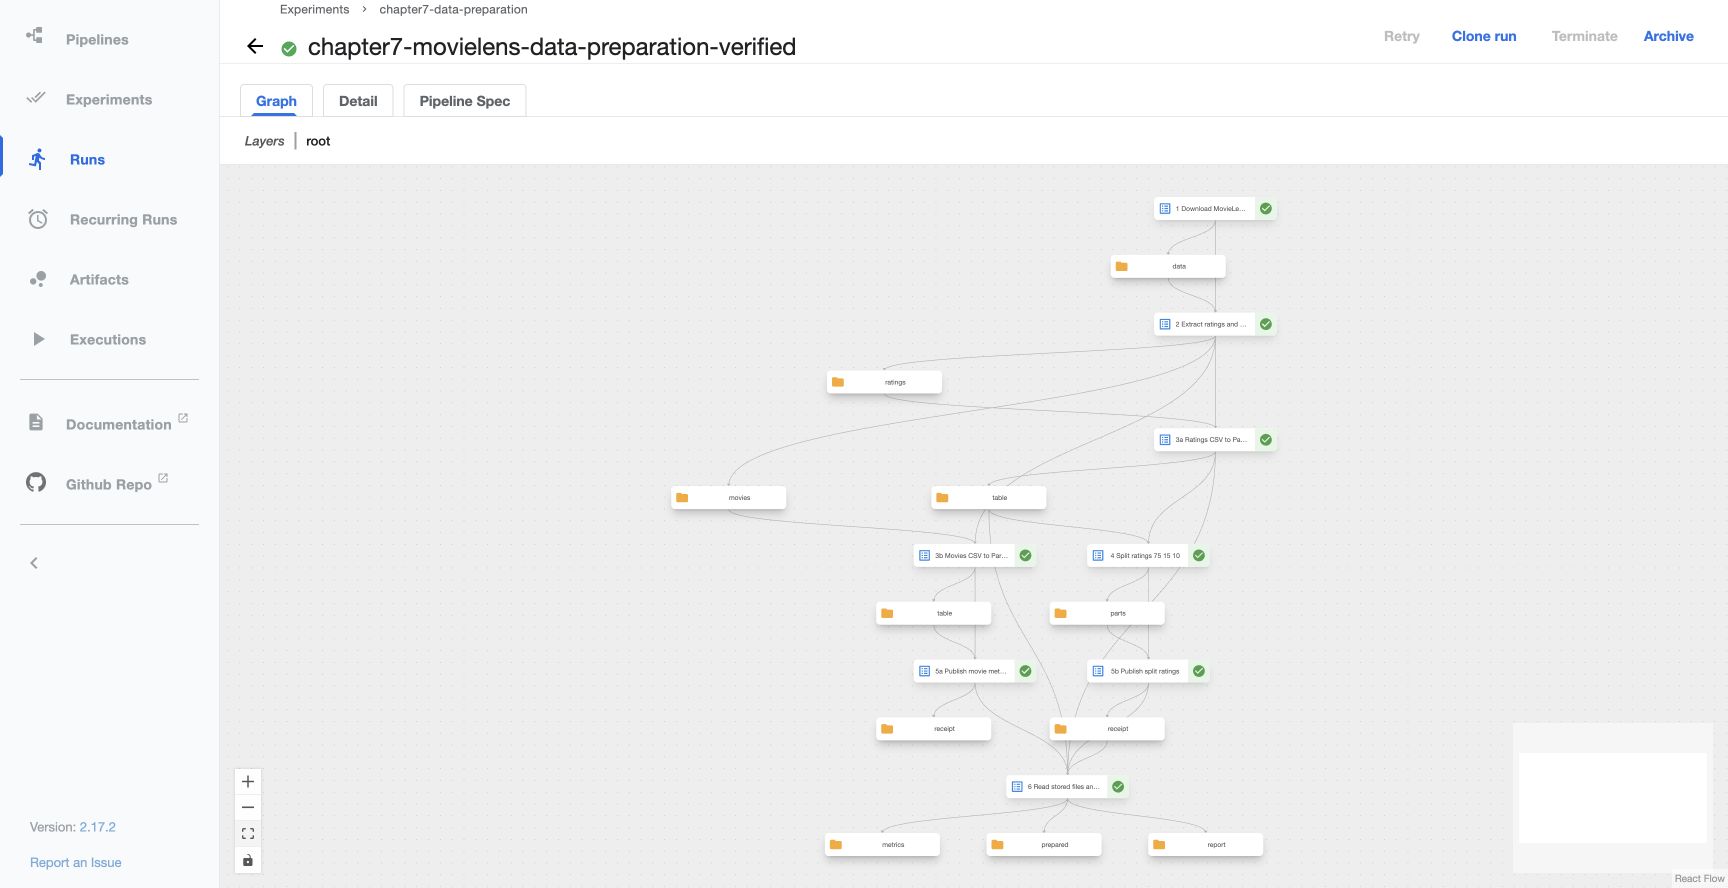 Experiments > chapter7-data-preparation
chapter7-movielens-data-preparation-verified
Retry
Clone run
Terminate
Archive
Pipelines
Experiments
Runs
Recurring Runs
Artifacts
Executions
Documentation
Github Repo
Version: 2.17.2
Report an Issue
Graph
Detail
Pipeline Spec
Layers | root
1 Download MovieLe...
data
2 Extract ratings and ...
ratings
3a Ratings CSV to Pa...
movies
table
3b Movies CSV to Par...
4 Split ratings 75 15 10
table
parts
5a Publish movie met...
5b Publish split ratings
receipt
receipt
6 Read stored files an...
metrics
prepared
report
React Flow